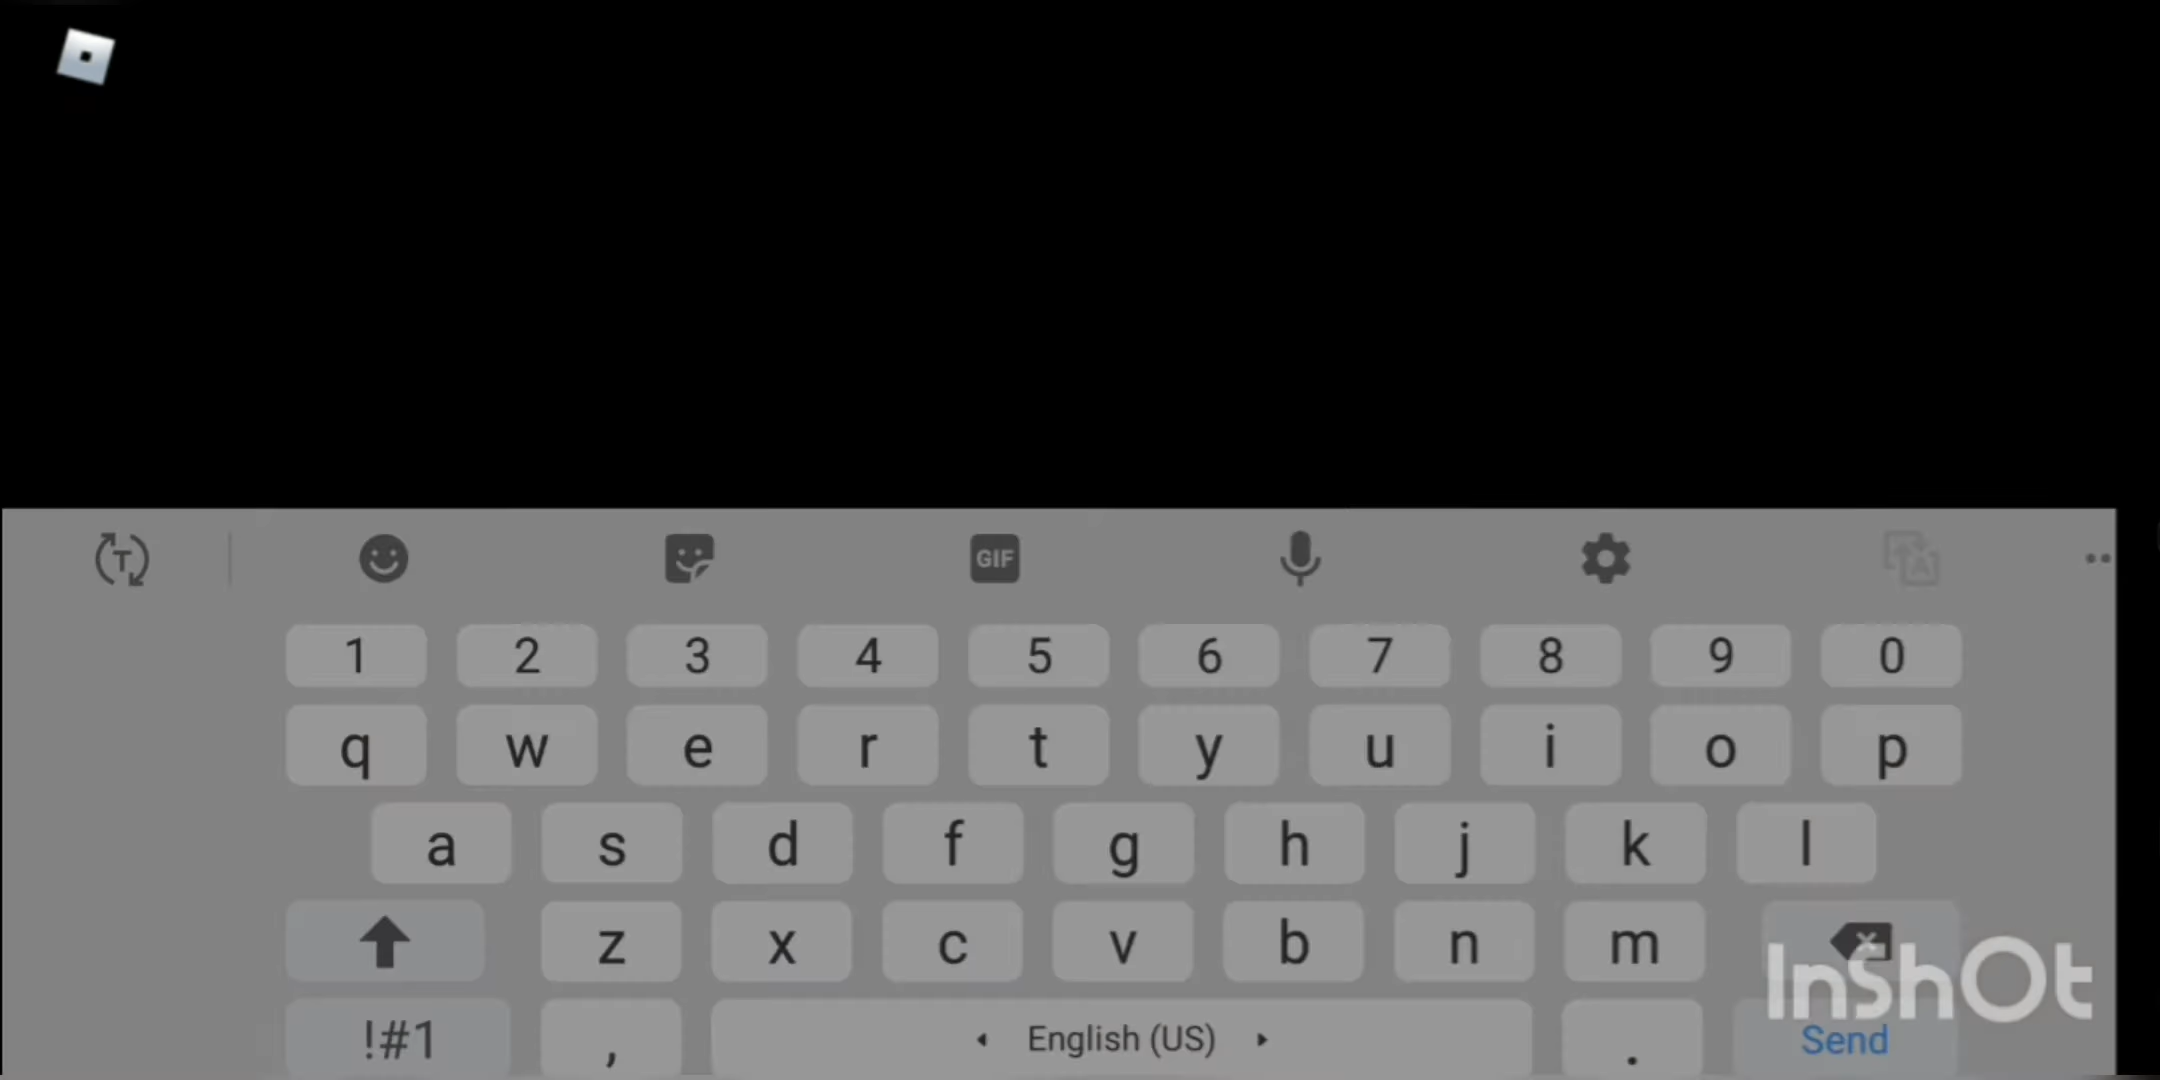 T
GIF
1 2 3 4 5 6 7 8 9 0
q w e r t y u i o p
a s d f g h j k l
z x c v b n m
InShOt
!#1 , English (US) . Send